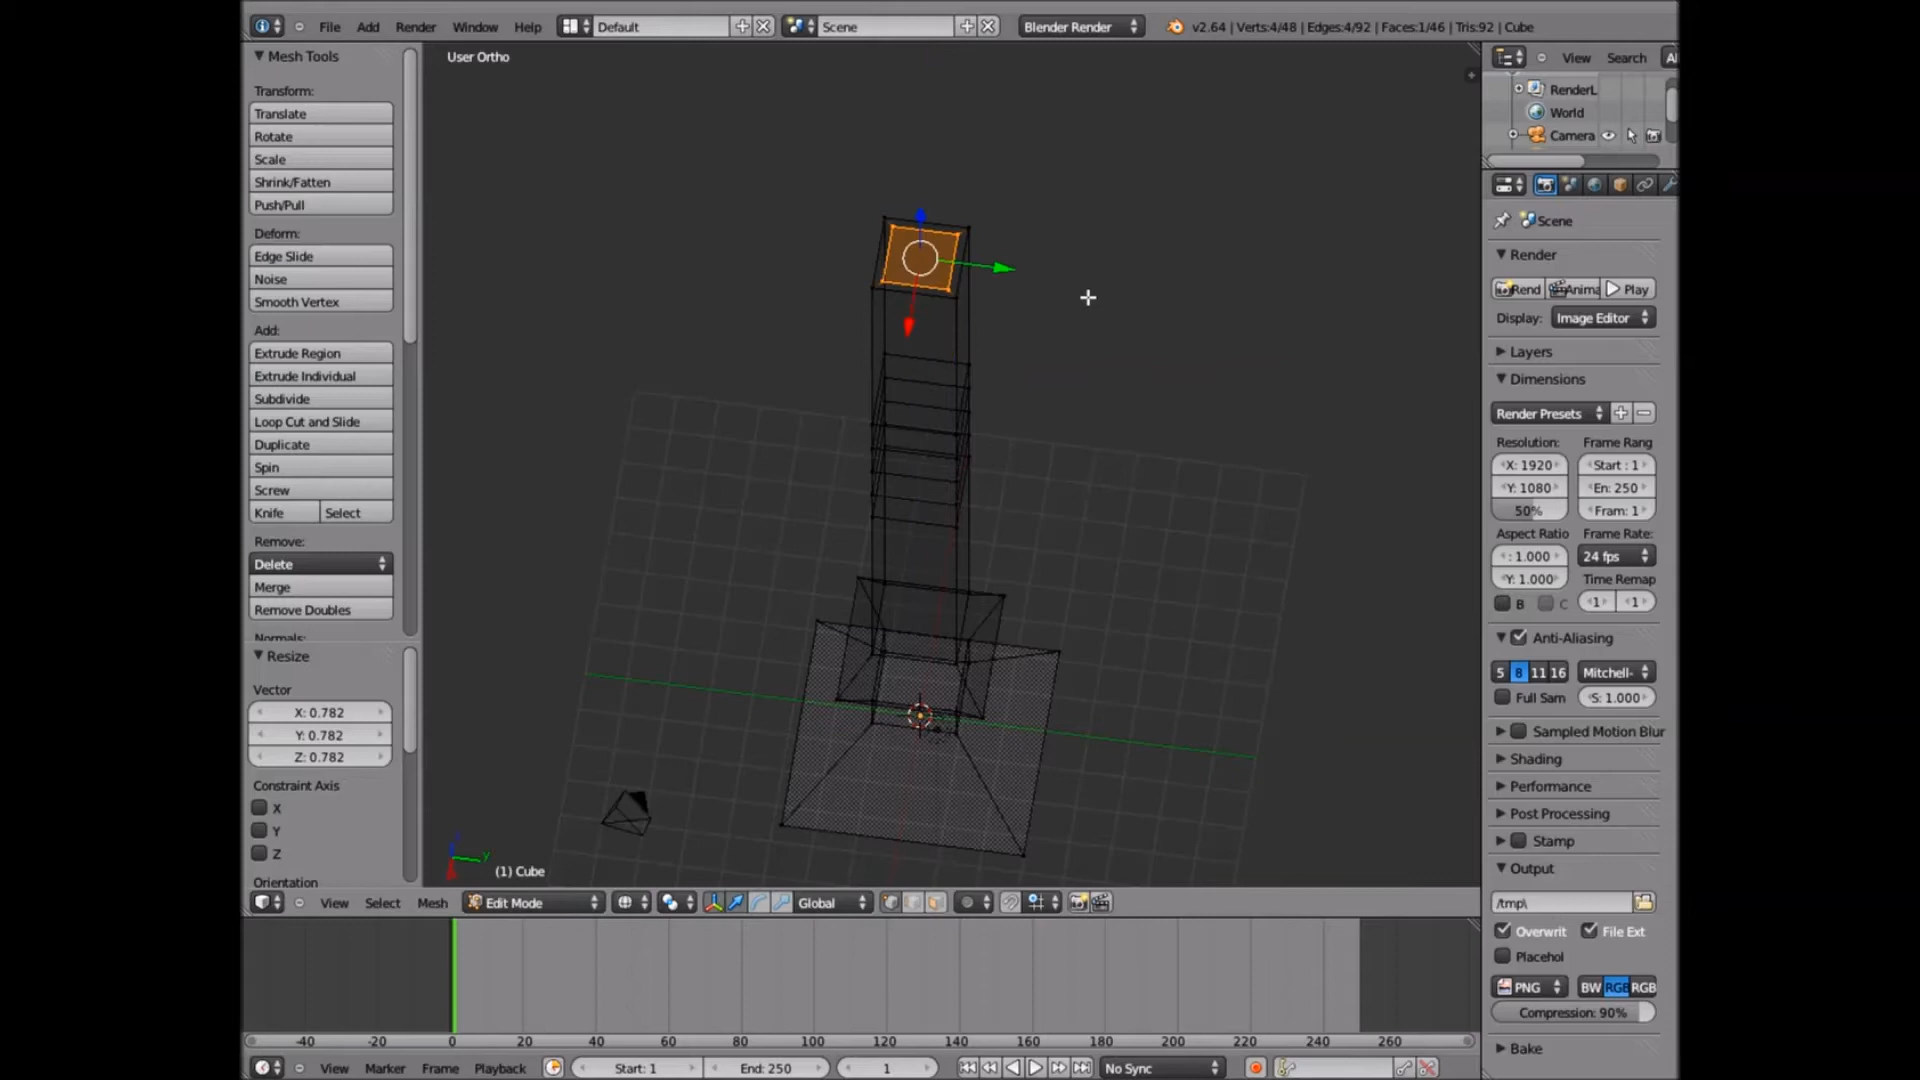 File Add Render Window Help Default Scene Blender Render v2.64 | Verts:4/48 | Edges:4/92 | Faces:1/46 | Tris:92 | Cube
Mesh Tools
Transform:
Translate
Rotate
Scale
Shrink/Fatten
Push/Pull
Deform:
Edge Slide
Noise
Smooth Vertex
Add:
Extrude Region
Extrude Individual
Subdivide
Loop Cut and Slide
Duplicate
Spin
Screw
Knife Select
Remove:
Delete
Merge
Remove Doubles
Normals:
Resize
Vector
X: 0.782
Y: 0.782
Z: 0.782
Constraint Axis
X
Y
Z
Orientation
User Ortho
(1) Cube
View Select Mesh Edit Mode Global
-40 -20 0 20 40 60 80 100 120 140 160 180 200 220 240 260
View Marker Frame Playback Start: 1 End: 250 1 No Sync
View Search Al
RenderL
World
Camera
Scene
Render
Rend Anima Play
Display: Image Editor
Layers
Dimensions
Render Presets
Resolution: Frame Rang
X: 1920 Start : 1
Y: 1080 En: 250
50% Fram: 1
Aspect Ratio Frame Rate:
: 1.000 24 fps
Y: 1.000 Time Remap
B C 1 1
Anti-Aliasing
5 8 11 16 Mitchell-
Full Sam S: 1.000
Sampled Motion Blur
Shading
Performance
Post Processing
Stamp
Output
/tmp\
Overwrit File Ext
Placehol
PNG BW RGB RGB
Compression: 90%
Bake